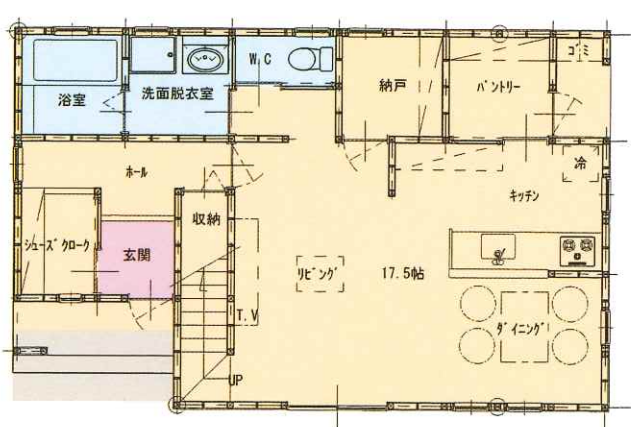 W.C
納戸
パントリー
ゴミ
浴室
洗面脱衣室
ホール
冷
収納
キッチン
シューズクローク
玄関
リビング
17.5帖
T.V
ダイニング
UP